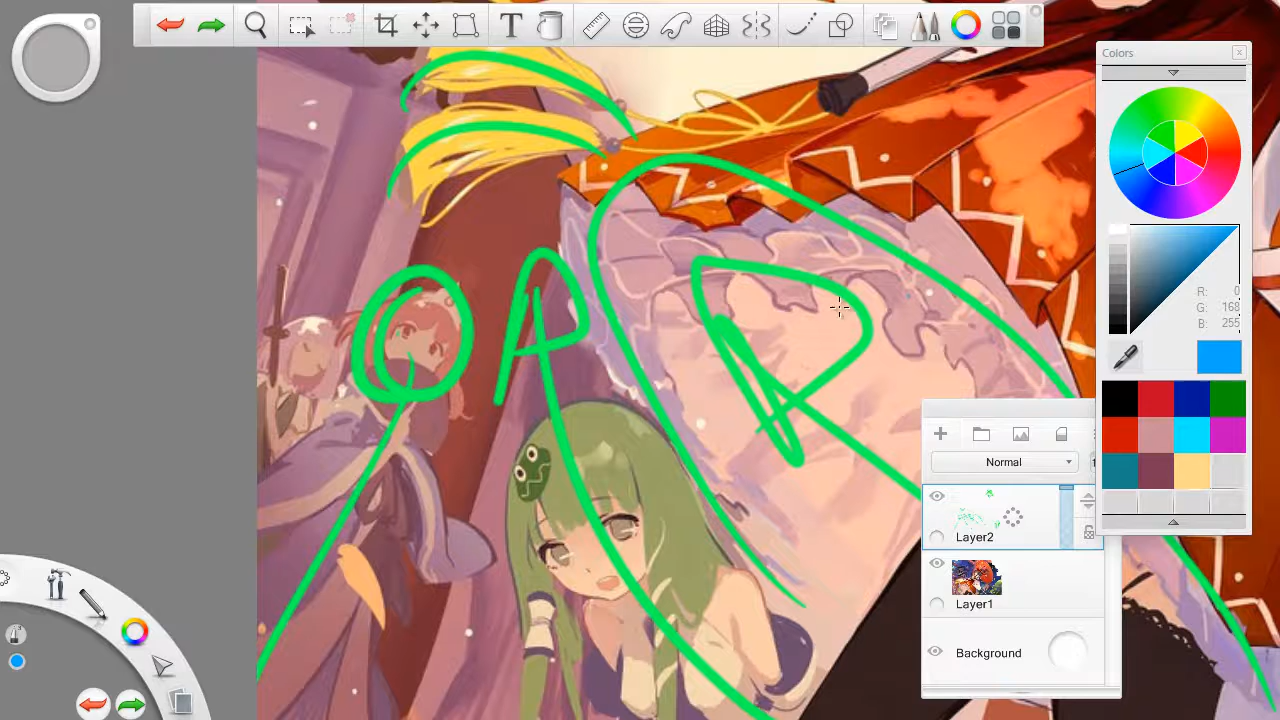 Colors
R: 0
G: 168
B: 255
Normal
Layer2
Layer1
Background